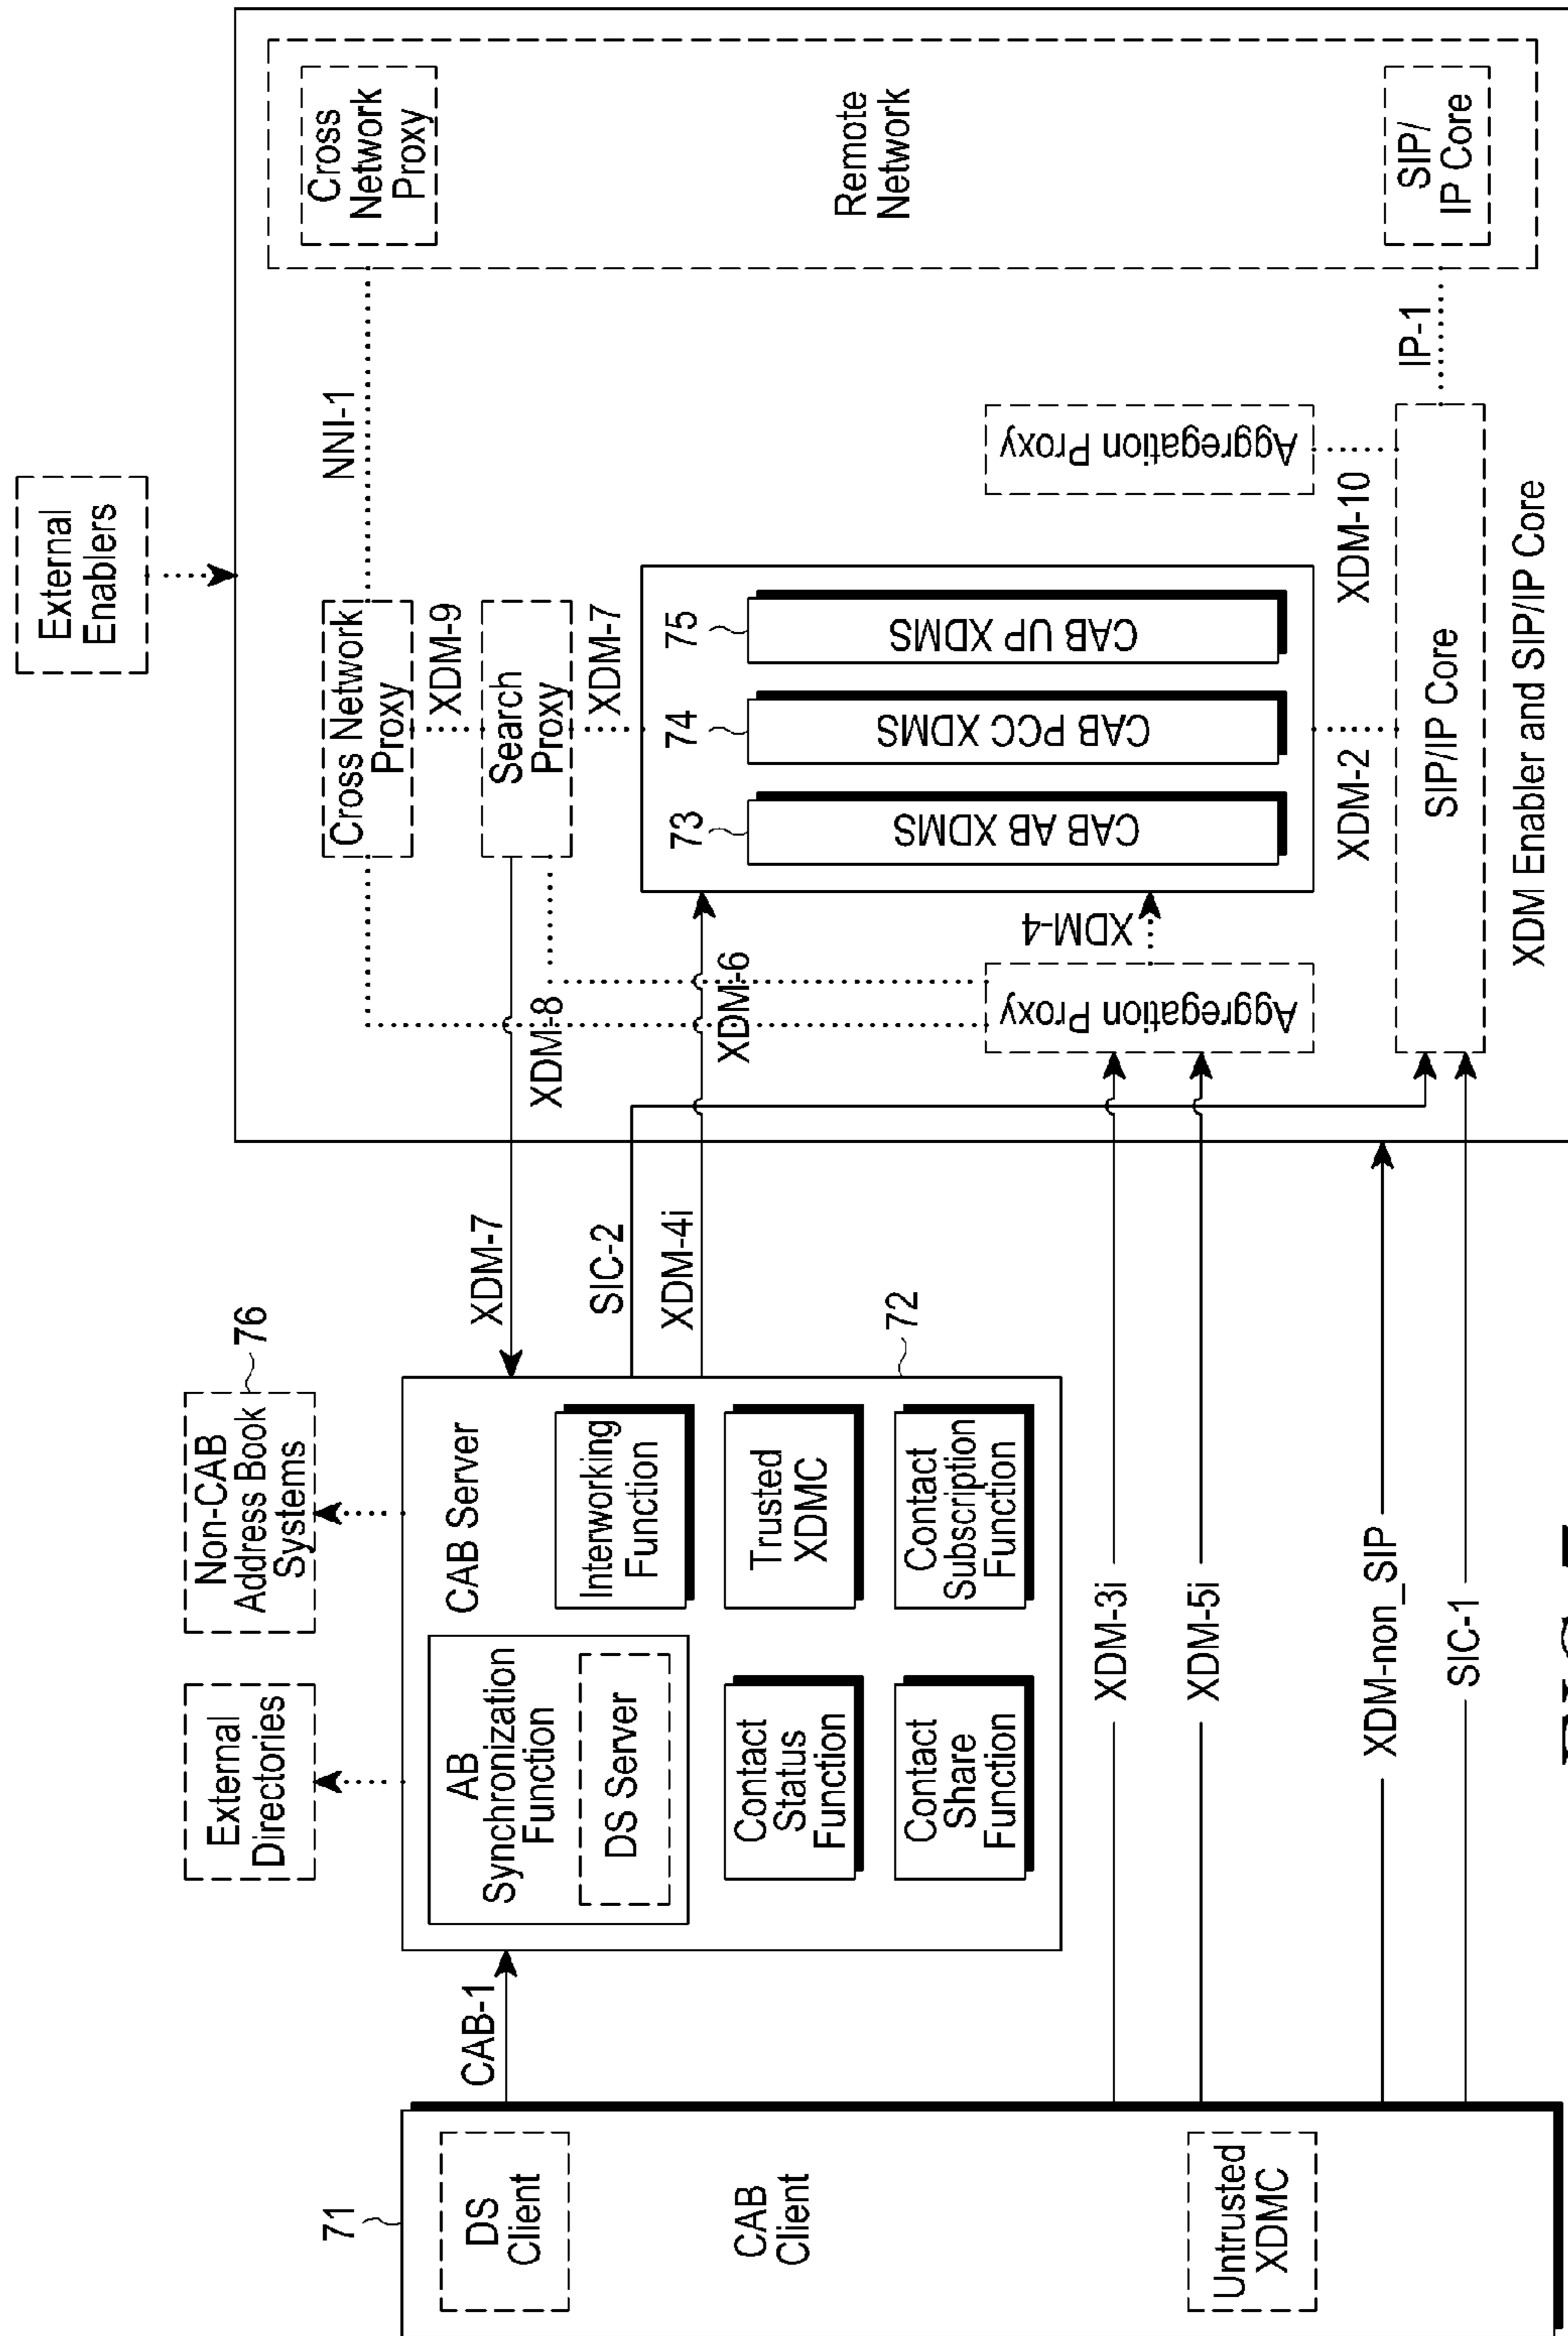 71
DS
Client
CAB
Client
Untrusted
XDMC
CAB-1
External
Directories
Non-CAB
Address Book
Systems
76
CAB Server
72
AB
Synchronization
Function
DS Server
Interworking
Function
Contact
Status
Function
Trusted
XDMC
Contact
Share
Function
Contact
Subscription
Function
XDM-7
SIC-2
XDM-4i
XDM-3i
XDM-5i
XDM-non_SIP
SIC-1
External
Enablers
XDM-8
XDM-6
Cross Network
Proxy
XDM-9
Search
Proxy
XDM-7
NNI-1
73
74
75
CAB AB XDMS
CAB PCC XDMS
CAB UP XDMS
Aggregation Proxy
XDM-4
Aggregation Proxy
XDM-2
XDM-10
SIP/IP Core
IP-1
Cross
Network
Proxy
Remote
Network
SIP/
IP Core
XDM Enabler and SIP/IP Core